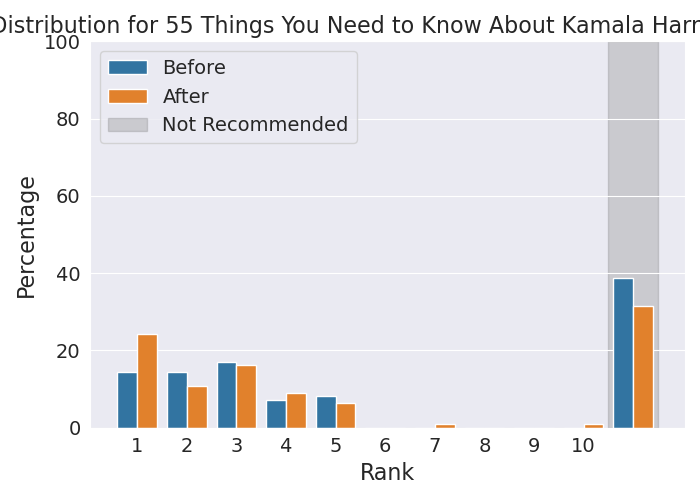 Distribution for 55 Things You Need to Know About Kamala Harr
100
80
60
40
20
0
Percentage
Before
After
Not Recommended
1 2 3 4 5 6 7 8 9 10
Rank